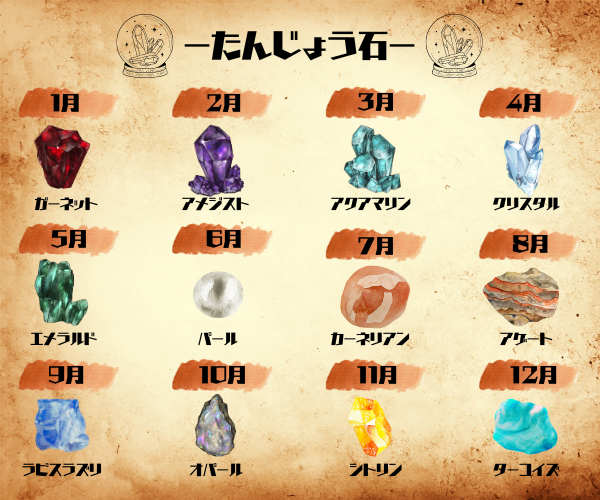 －たんじょう石－
1月 2月 3月 4月
ガーネット アメジスト アクアマリン クリスタル
5月 6月 7月 8月
エメラルド パール カーネリアン アゲート
9月 10月 11月 12月
ラピスラズリ オパール シトリン ターコイズ